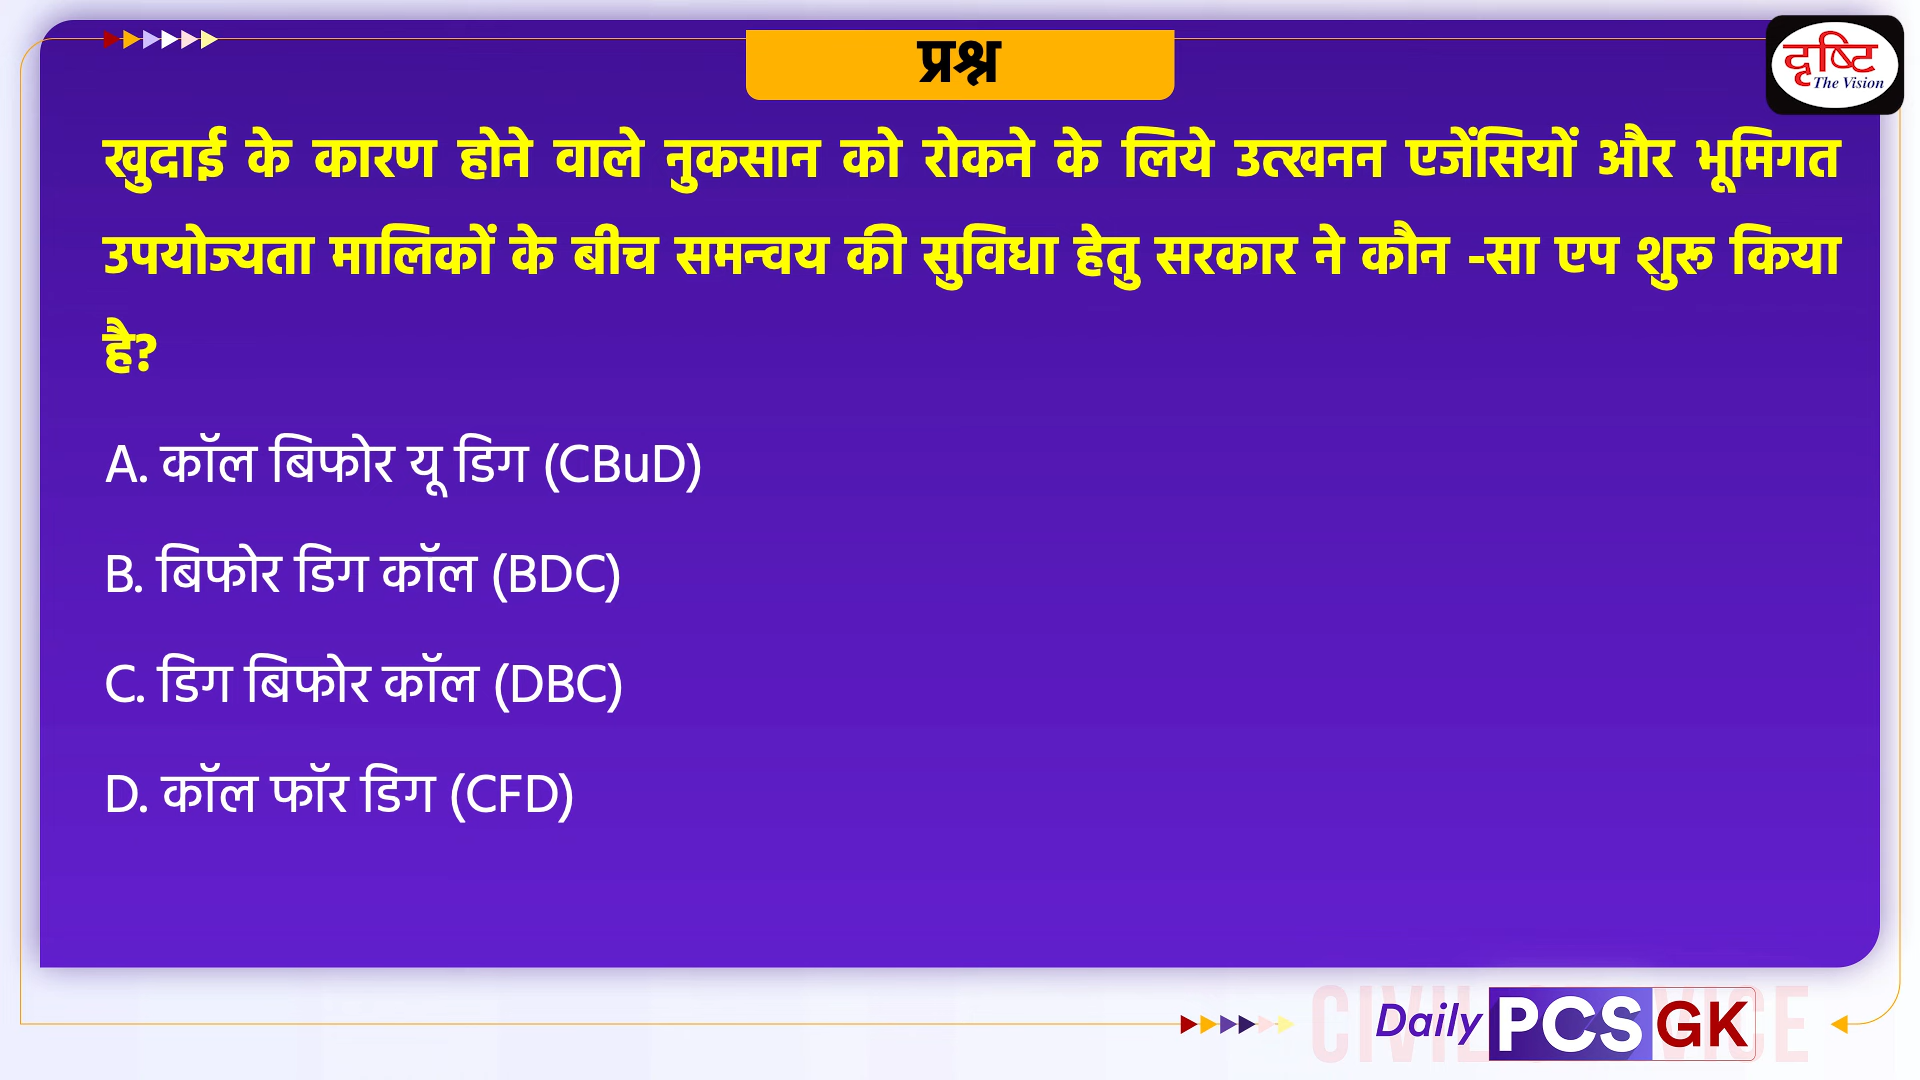 प्रश्न
दृष्टि
The Vision
खुदाई के कारण होने वाले नुकसान को रोकने के लिये उत्खनन एजेंसियों और भूमिगत
उपयोज्यता मालिकों के बीच समन्वय की सुविधा हेतु सरकार ने कौन -सा एप शुरू किया
है?
A. कॉल बिफोर यू डिग (CBuD)
B. बिफोर डिग कॉल (BDC)
C. डिग बिफोर कॉल (DBC)
D. कॉल फॉर डिग (CFD)
Daily PCS GK